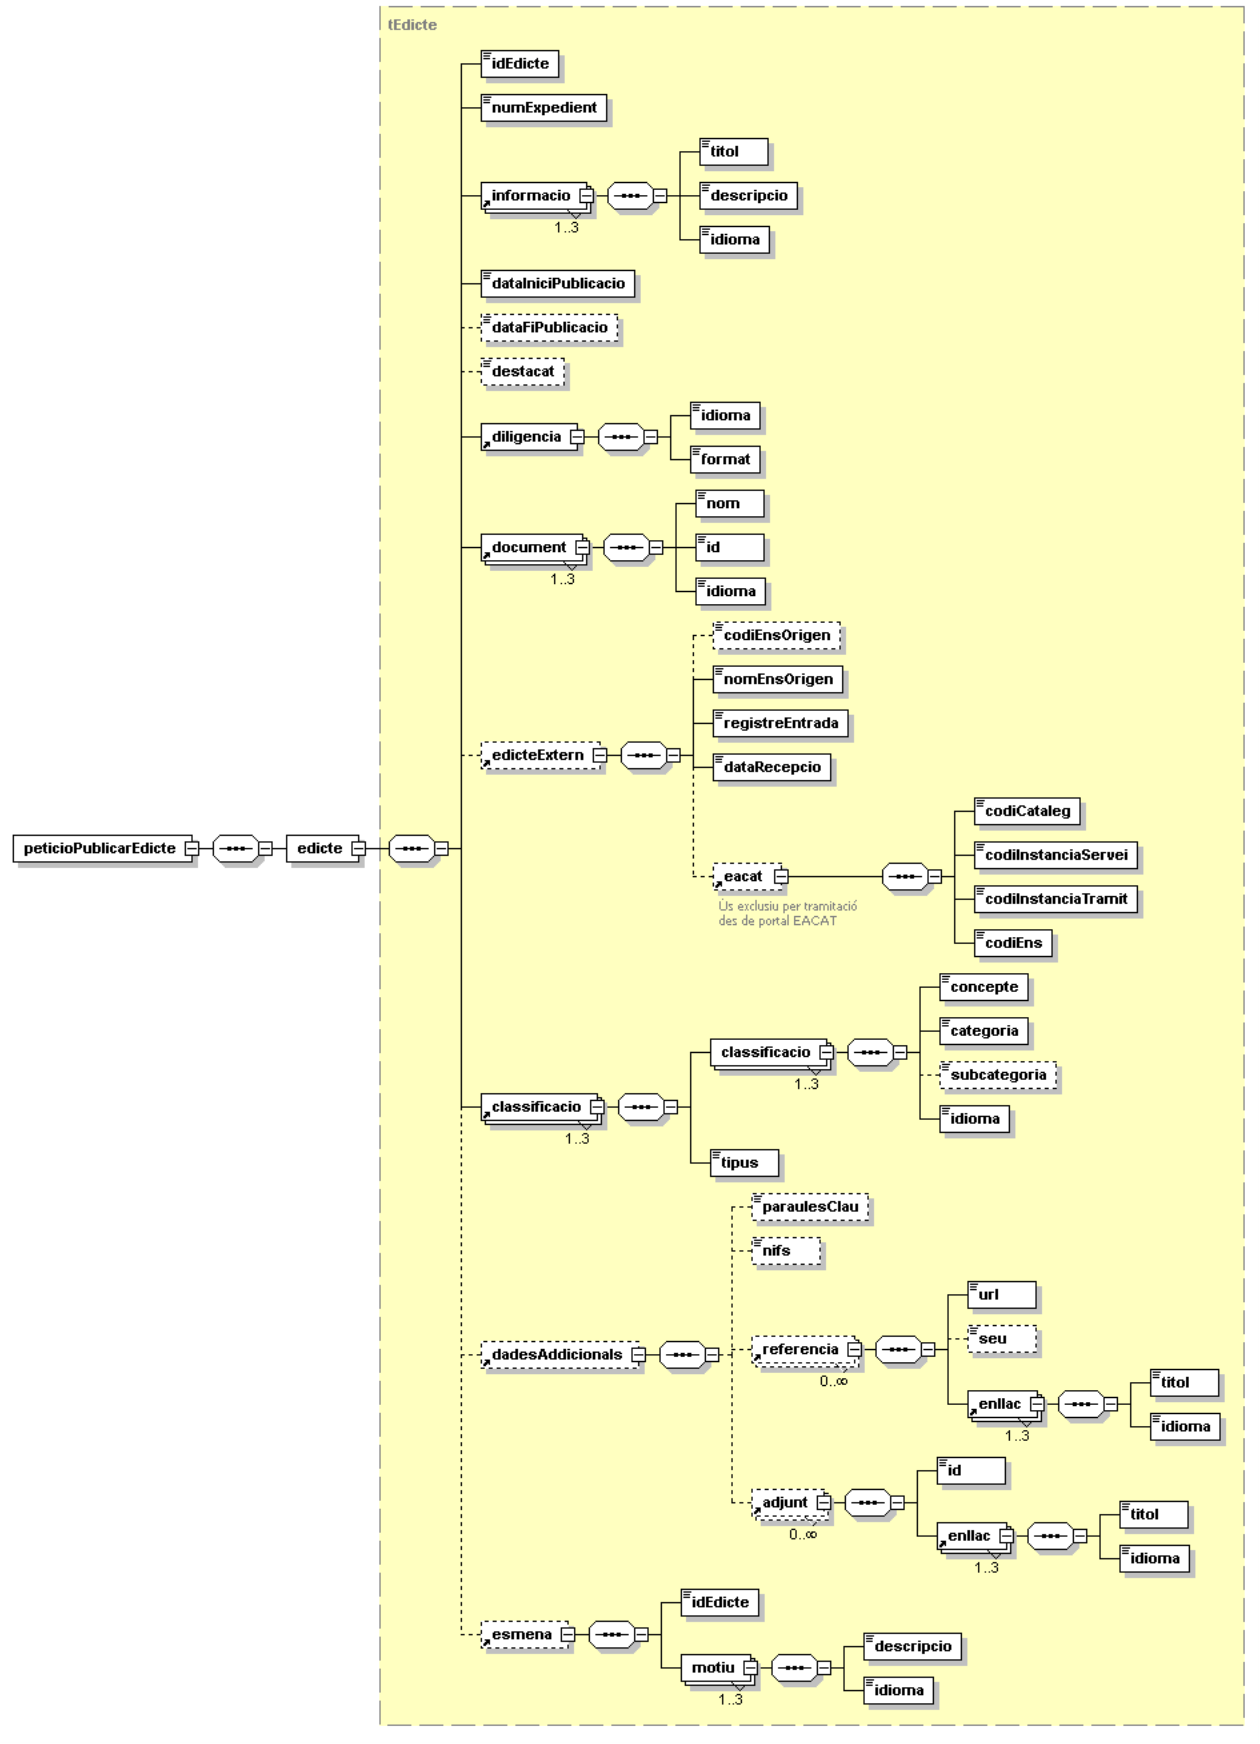 tEdicte
idEdicte
numExpedient
titol
informacio
descripcio
1..3
idioma
dataIniciPublicacio
dataFiPublicacio
destacat
idioma
diligencia
format
nom
document
id
1..3
idioma
codiEnsOrigen
nomEnsOrigen
registreEntrada
edicteExtern
dataRecepcio
codiCataleg
peticioPublicarEdicte
edicte
codiInstanciaServei
eacat
codiInstanciaTramit
Ús exclusiu per tramitació
des de portal EACAT
codiEns
concepte
categoria
classificacio
1..3
subcategoria
classificacio
idioma
1..3
tipus
paraulesClau
nifs
url
seu
dadesAddicionals
referencia
0..∞
titol
enllac
1..3
idioma
id
adjunt
0..∞
titol
enllac
1..3
idioma
idEdicte
esmena
descripcio
motiu
1..3
idioma